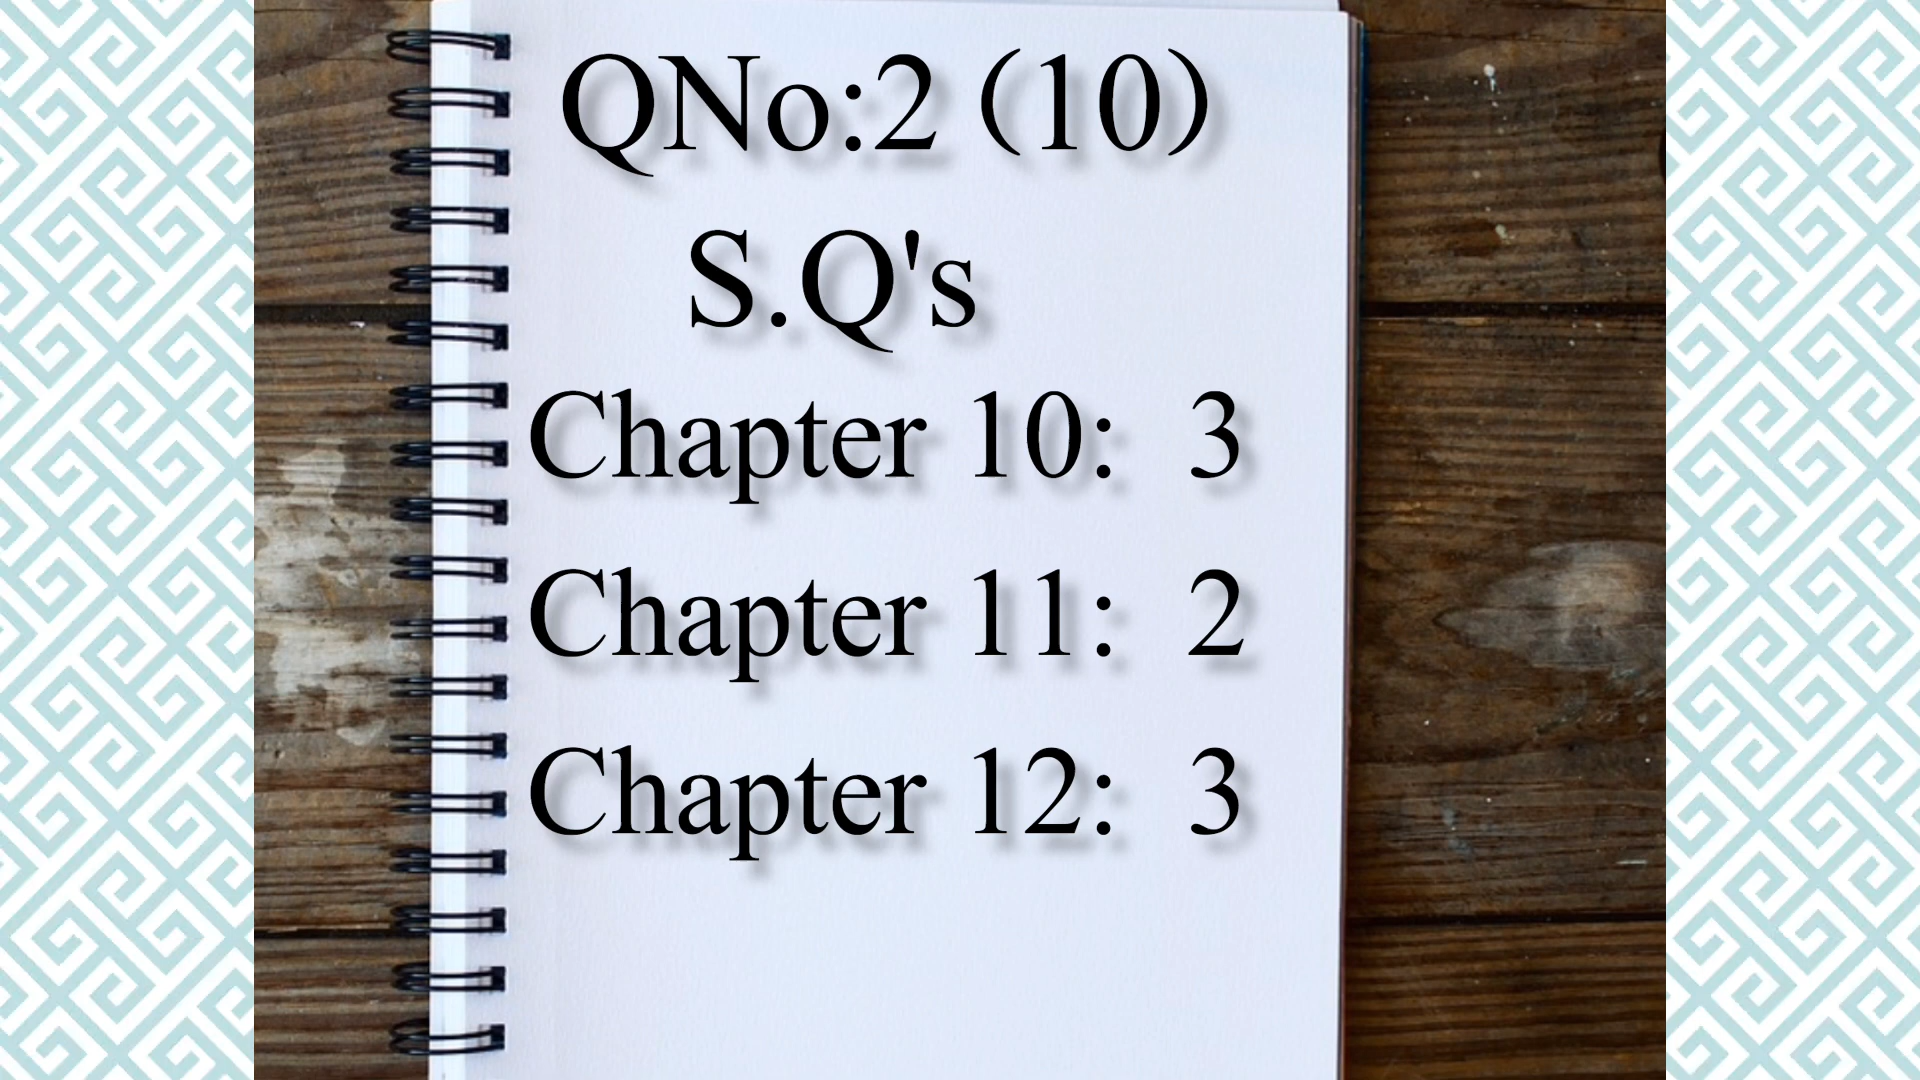 QNo:2 (10)
S.Q's
Chapter 10: 3
Chapter 11: 2
Chapter 12: 3